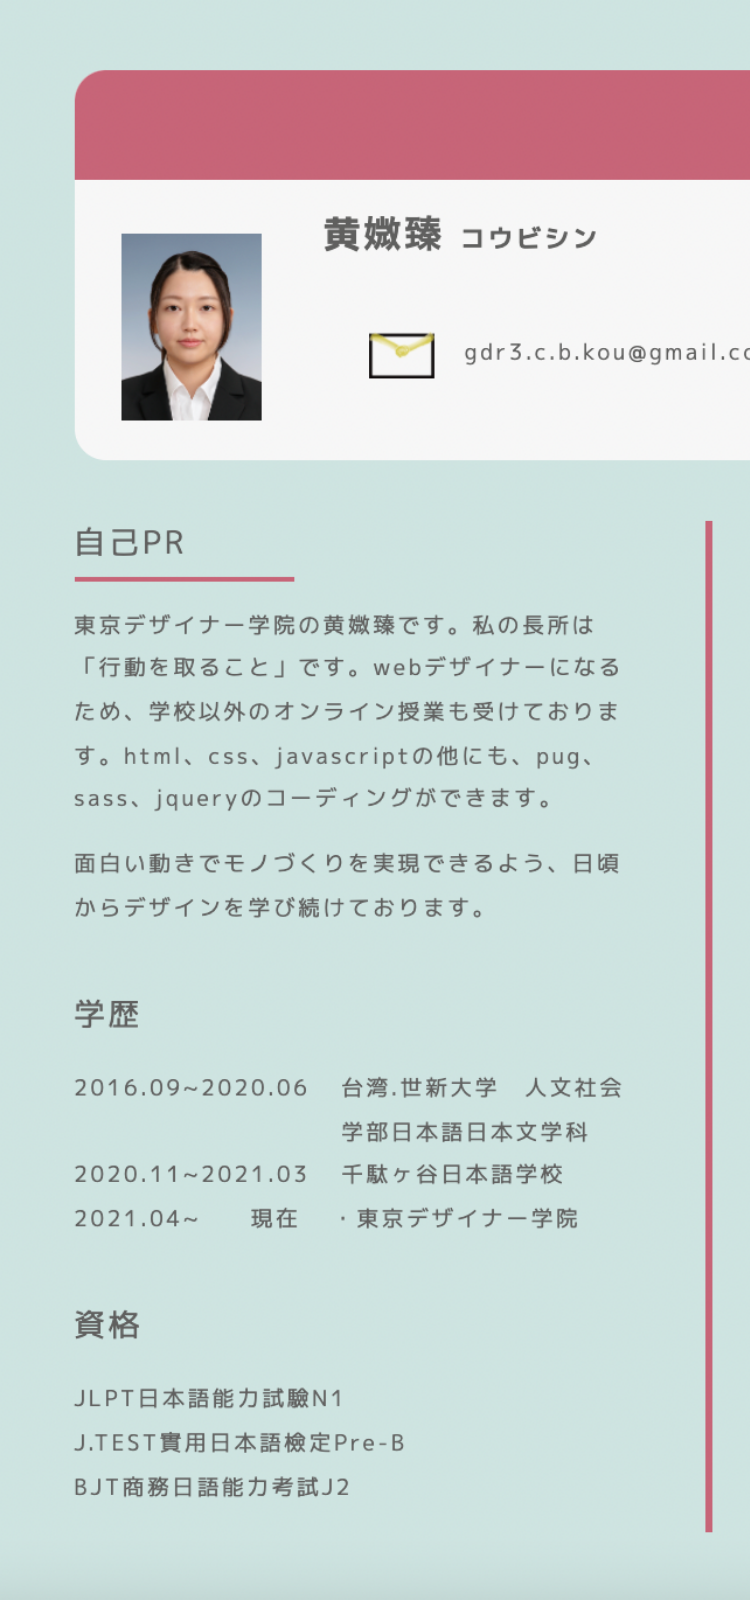 黄媺臻 コウビシン
gdr3.c.b.kou@gmail.co
自己PR
東京デザイナー学院の黄媺臻です。私の長所は
「行動を取ること」です。webデザイナーになる
ため、学校以外のオンライン授業も受けておりま
す。html、css、javascriptの他にも、pug、
sass、jqueryのコーディングができます。
面白い動きでモノづくりを実現できるよう、日頃
からデザインを学び続けております。
学歴
2016.09~2020.06 台湾.世新大学 人文社会
学部日本語日本文学科
2020.11~2021.03 千駄ヶ谷日本語学校
2021.04~ 現在 ・東京デザイナー学院
資格
JLPT日本語能力試驗N1
J.TEST實用日本語檢定Pre-B
BJT商務日語能力考試J2